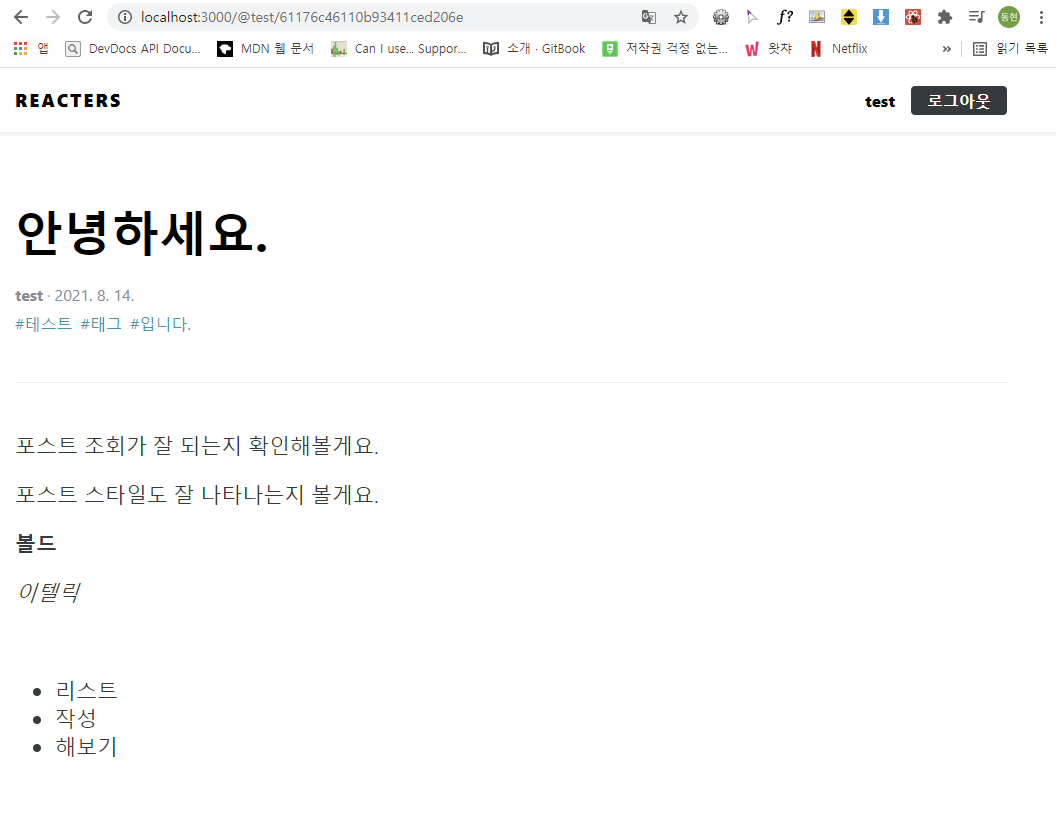 localhost:3000/@test/61176c46110b93411ced206e
f?
동현
앱 DevDocs API Docu... MDN 웹 문서 Can I use... Suppor... 소개 · GitBook 저작권 걱정 없는... 왓챠 Netflix » 읽기 목록
REACTERS test 로그아웃
안녕하세요.
test · 2021. 8. 14.
#테스트 #태그 #입니다.
포스트 조회가 잘 되는지 확인해볼게요.
포스트 스타일도 잘 나타나는지 볼게요.
볼드
이텔릭
• 리스트
• 작성
• 해보기